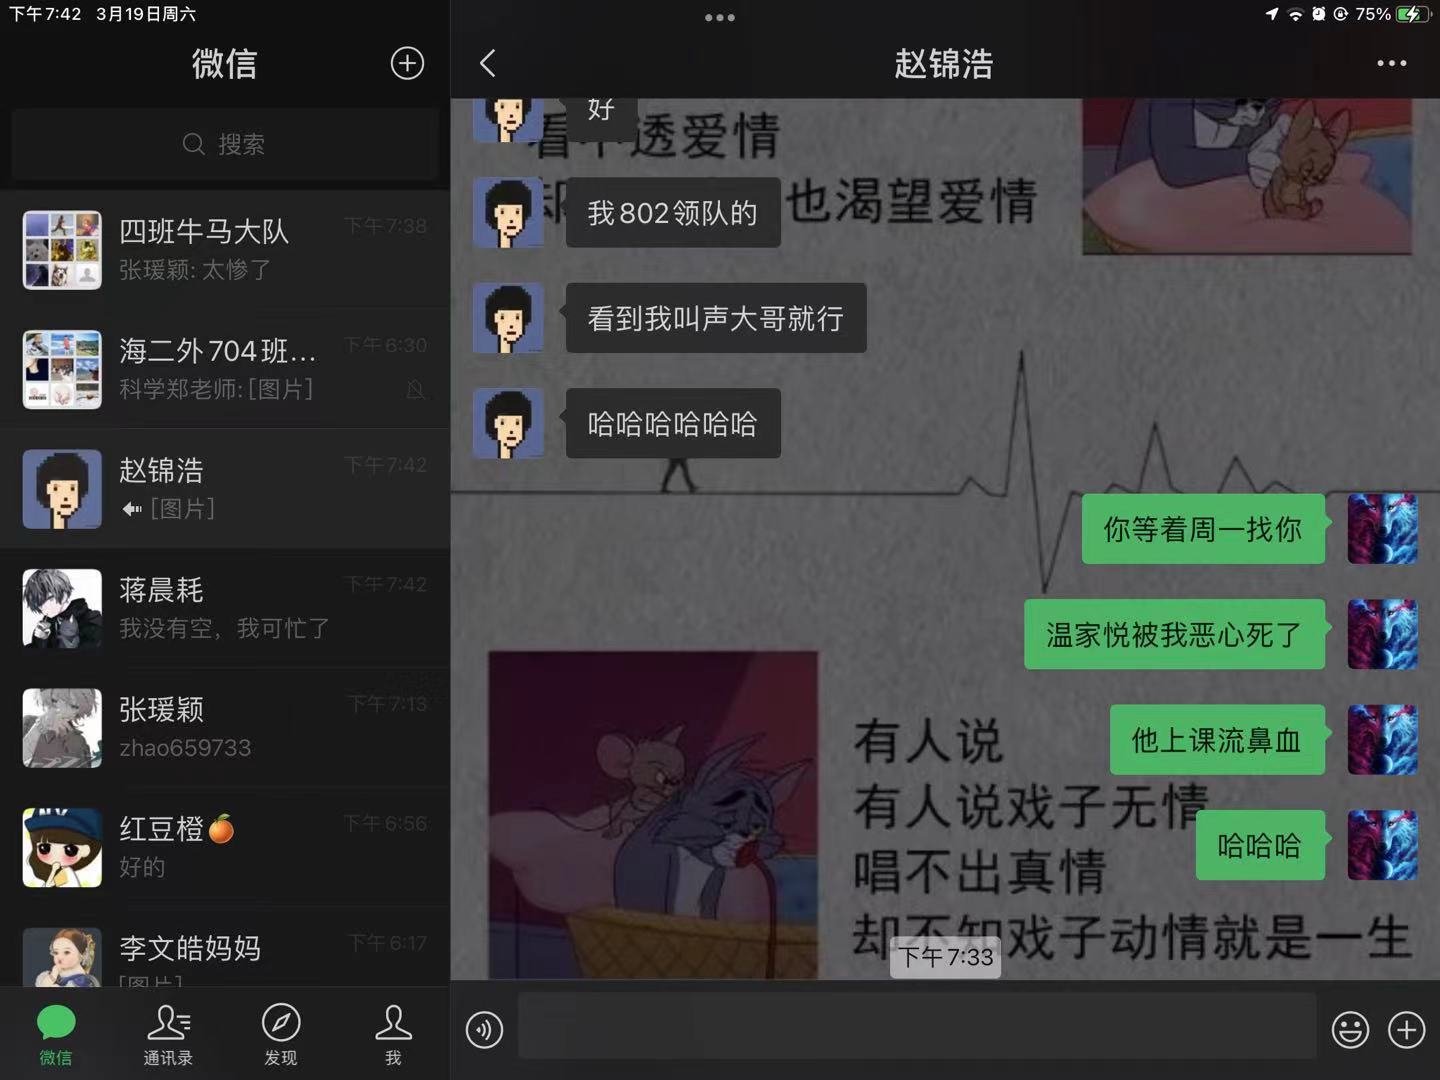 下午7:42 3月19日周六
75%
微信
搜索
四班牛马大队
下午7:38
张瑗颖: 太惨了
海二外704班...
下午6:30
科学郑老师: [图片]
赵锦浩
下午7:42
[图片]
蒋晨耗
下午7:42
我没有空，我可忙了
张瑗颖
下午7:13
zhao659733
红豆橙🍊
下午6:56
好的
李文皓妈妈
下午6:17
[图片]
微信
通讯录
发现
我
赵锦浩
好
透爱情
我802领队的
也渴望爱情
看到我叫声大哥就行
哈哈哈哈哈哈
你等着周一找你
温家悦被我恶心死了
他上课流鼻血
哈哈哈
有人说
有人说戏子无情
唱不出真情
却不知戏子动情就是一生
下午7:33